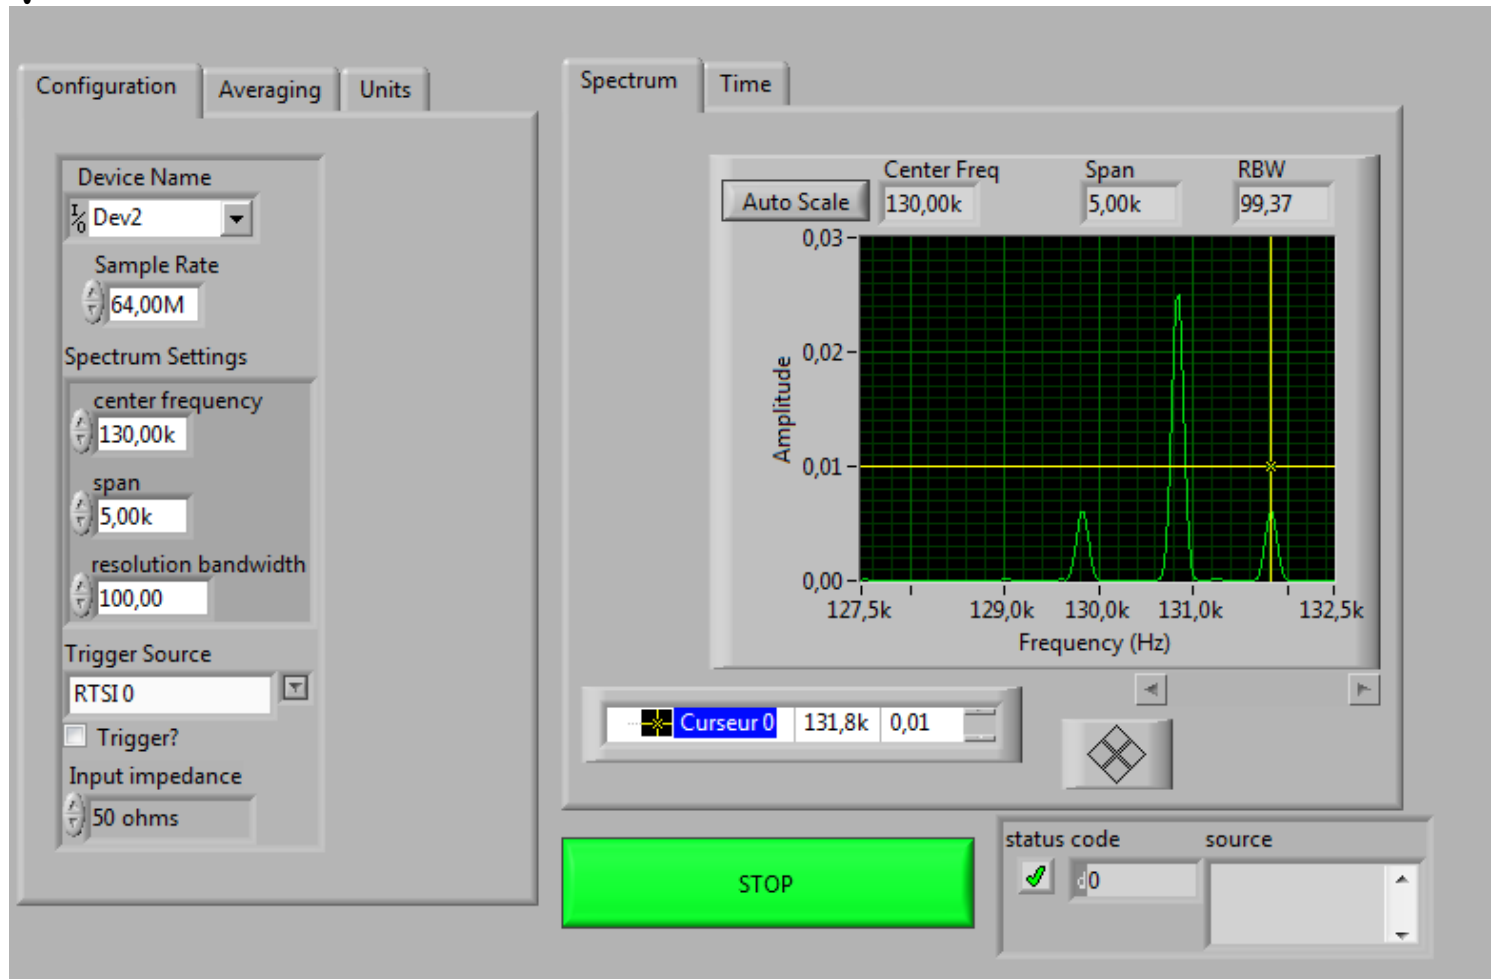 Configuration
Averaging
Units
Device Name
I/O Dev2
Sample Rate
64,00M
Spectrum Settings
center frequency
130,00k
span
5,00k
resolution bandwidth
100,00
Trigger Source
RTSI 0
Trigger?
Input impedance
50 ohms
Spectrum
Time
Center Freq
Span
RBW
Auto Scale
130,00k
5,00k
99,37
0,03
0,02
0,01
0,00
Amplitude
127,5k
129,0k
130,0k
131,0k
132,5k
Frequency (Hz)
Curseur 0 131,8k 0,01
STOP
status code
source
d0